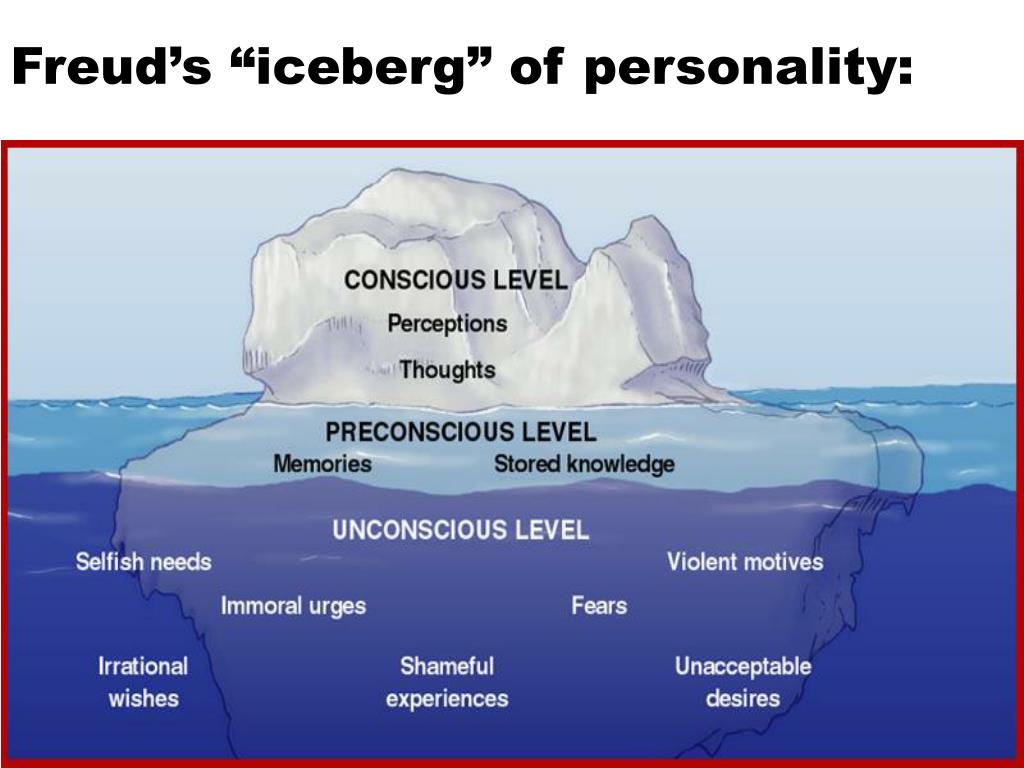 Freud’s “iceberg” of personality:
CONSCIOUS LEVEL
Perceptions
Thoughts
PRECONSCIOUS LEVEL
Memories Stored knowledge
UNCONSCIOUS LEVEL
Selfish needs Violent motives
Immoral urges Fears
Irrational wishes
Shameful experiences
Unacceptable desires